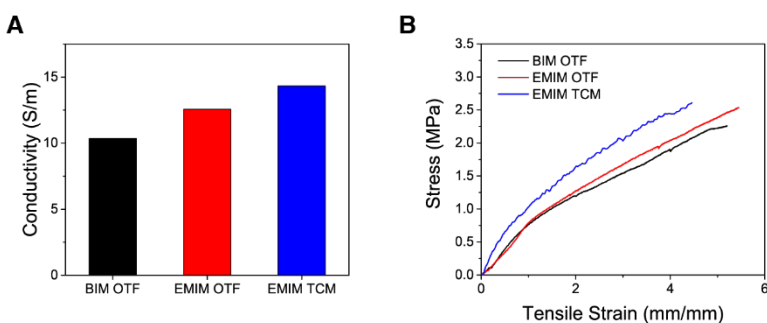 A
Conductivity (S/m)
15
10
5
0
BIM OTF EMIM OTF EMIM TCM
B
Stress (MPa)
3.5
3.0
2.5
2.0
1.5
1.0
0.5
0.0
BIM OTF
EMIM OTF
EMIM TCM
0 2 4 6
Tensile Strain (mm/mm)